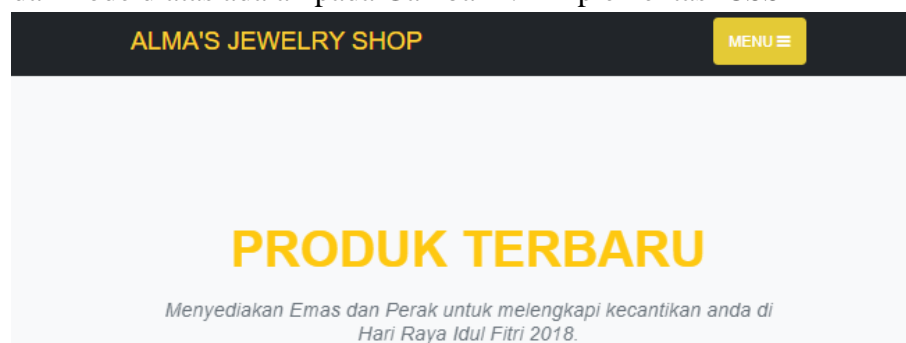 ALMA'S JEWELRY SHOP
MENU
PRODUK TERBARU
Menyediakan Emas dan Perak untuk melengkapi kecantikan anda di
Hari Raya Idul Fitri 2018.